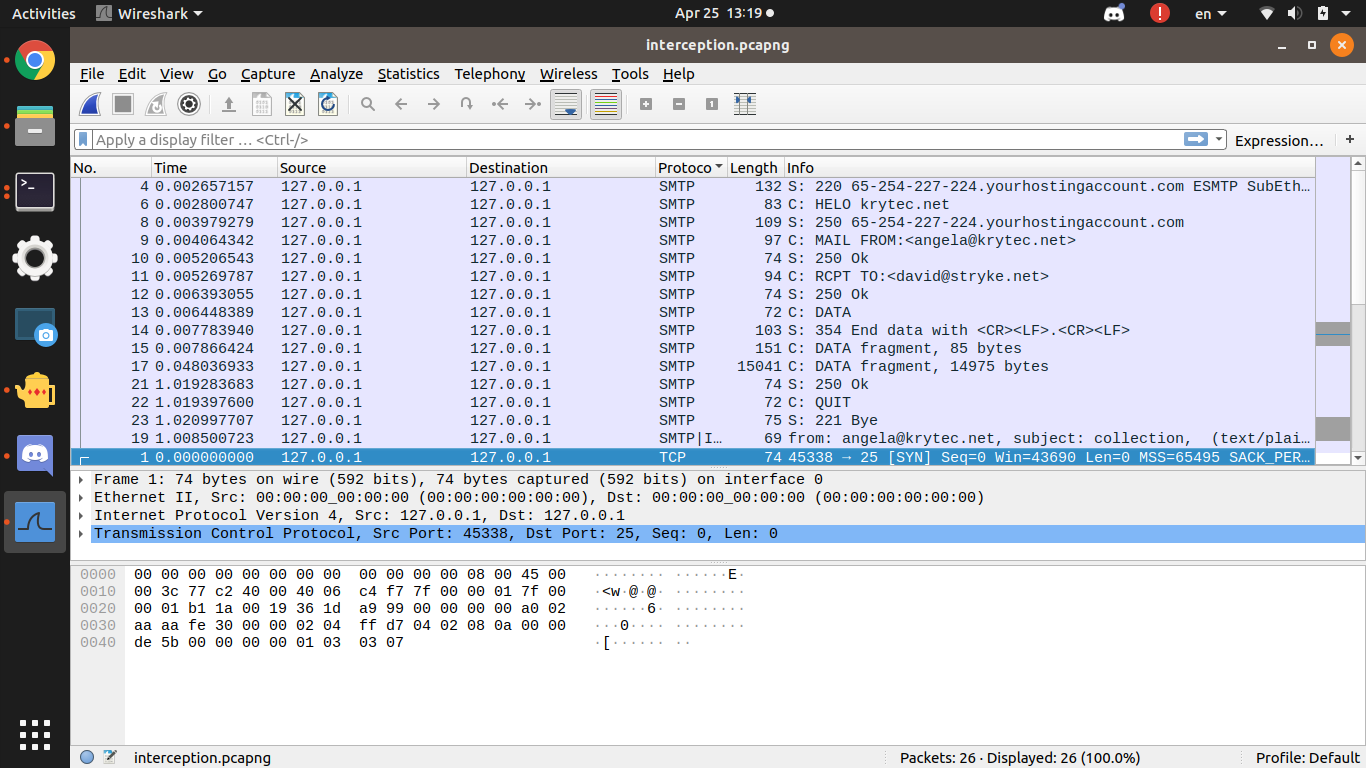 Activities Wireshark Apr 25 13:19 en
interception.pcapng
File Edit View Go Capture Analyze Statistics Telephony Wireless Tools Help
Apply a display filter … <Ctrl-/> Expression… +
No. Time Source Destination Protoco Length Info
4 0.002657157 127.0.0.1 127.0.0.1 SMTP 132 S: 220 65-254-227-224.yourhostingaccount.com ESMTP SubEth…
6 0.002800747 127.0.0.1 127.0.0.1 SMTP 83 C: HELO krytec.net
8 0.003979279 127.0.0.1 127.0.0.1 SMTP 109 S: 250 65-254-227-224.yourhostingaccount.com
9 0.004064342 127.0.0.1 127.0.0.1 SMTP 97 C: MAIL FROM:<angela@krytec.net>
10 0.005206543 127.0.0.1 127.0.0.1 SMTP 74 S: 250 Ok
11 0.005269787 127.0.0.1 127.0.0.1 SMTP 94 C: RCPT TO:<david@stryke.net>
12 0.006393055 127.0.0.1 127.0.0.1 SMTP 74 S: 250 Ok
13 0.006448389 127.0.0.1 127.0.0.1 SMTP 72 C: DATA
14 0.007783940 127.0.0.1 127.0.0.1 SMTP 103 S: 354 End data with <CR><LF>.<CR><LF>
15 0.007866424 127.0.0.1 127.0.0.1 SMTP 151 C: DATA fragment, 85 bytes
17 0.048036933 127.0.0.1 127.0.0.1 SMTP 15041 C: DATA fragment, 14975 bytes
21 1.019283683 127.0.0.1 127.0.0.1 SMTP 74 S: 250 Ok
22 1.019397600 127.0.0.1 127.0.0.1 SMTP 72 C: QUIT
23 1.020997707 127.0.0.1 127.0.0.1 SMTP 75 S: 221 Bye
19 1.008500723 127.0.0.1 127.0.0.1 SMTP|I… 69 from: angela@krytec.net, subject: collection,  (text/plai…
1 0.000000000 127.0.0.1 127.0.0.1 TCP 74 45338 → 25 [SYN] Seq=0 Win=43690 Len=0 MSS=65495 SACK_PER…
Frame 1: 74 bytes on wire (592 bits), 74 bytes captured (592 bits) on interface 0
Ethernet II, Src: 00:00:00_00:00:00 (00:00:00:00:00:00), Dst: 00:00:00_00:00:00 (00:00:00:00:00:00)
Internet Protocol Version 4, Src: 127.0.0.1, Dst: 127.0.0.1
Transmission Control Protocol, Src Port: 45338, Dst Port: 25, Seq: 0, Len: 0
0000 00 00 00 00 00 00 00 00 00 00 00 00 08 00 45 00 ········ ······E·
0010 00 3c 77 c2 40 00 40 06 c4 f7 7f 00 00 01 7f 00 ·<w·@·@· ········
0020 00 01 b1 1a 00 19 36 1d a9 99 00 00 00 00 a0 02 ······6· ········
0030 aa aa fe 30 00 00 02 04 ff d7 04 02 08 0a 00 00 ···0···· ········
0040 de 5b 00 00 00 00 01 03 03 07 ·[······ ··
interception.pcapng Packets: 26 · Displayed: 26 (100.0%) Profile: Default